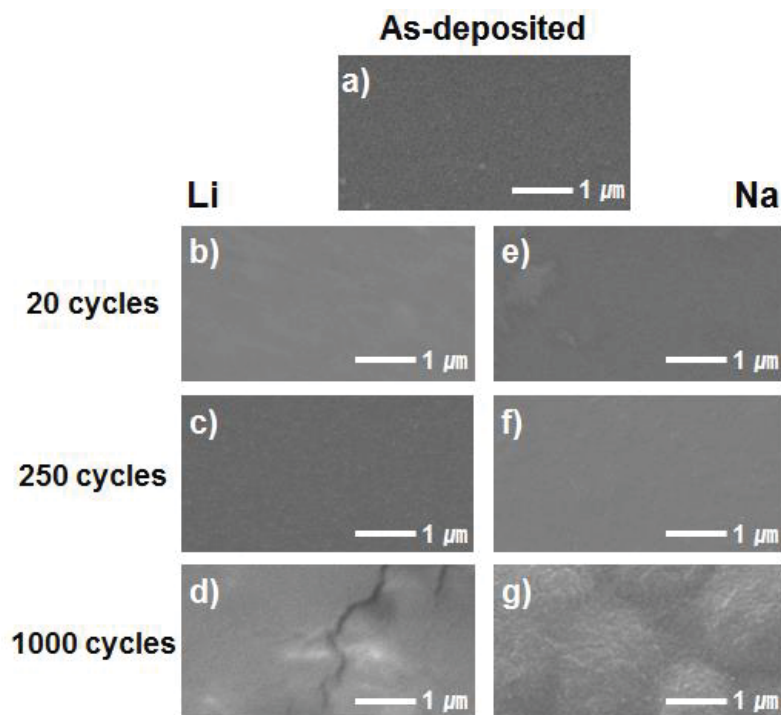 As-deposited
a)
1 ㎛
Li
Na
b)
1 ㎛
e)
1 ㎛
20 cycles
c)
1 ㎛
f)
1 ㎛
250 cycles
d)
1 ㎛
g)
1 ㎛
1000 cycles